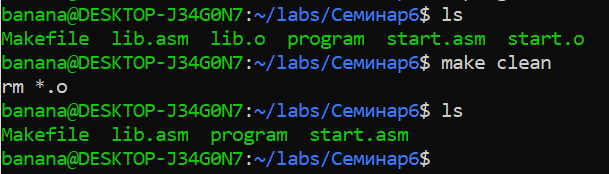 banana@DESKTOP-J34G0N7:~/labs/Семинар6$ ls
Makefile lib.asm lib.o program start.asm start.o
banana@DESKTOP-J34G0N7:~/labs/Семинар6$ make clean
rm *.o
banana@DESKTOP-J34G0N7:~/labs/Семинар6$ ls
Makefile lib.asm program start.asm
banana@DESKTOP-J34G0N7:~/labs/Семинар6$